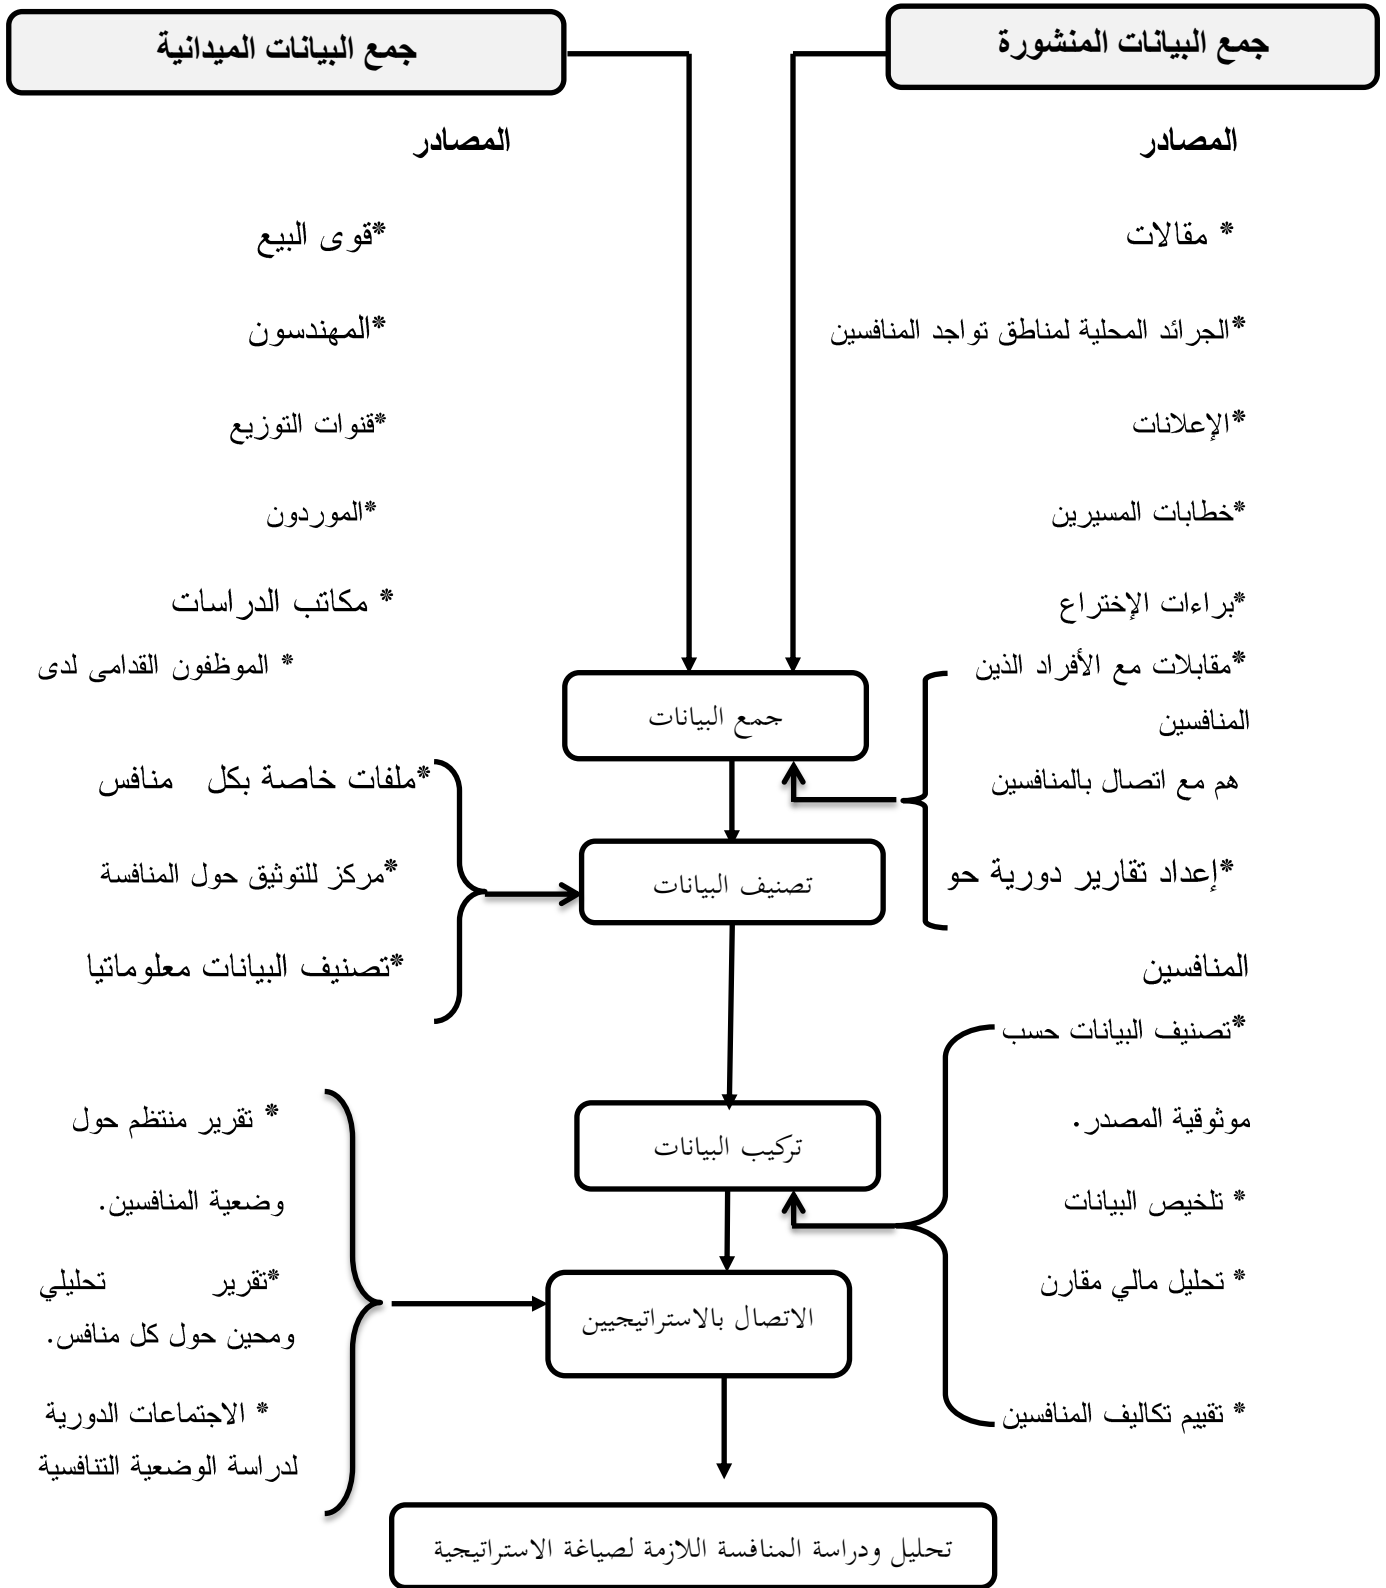 جمع البيانات المنشورة
جمع البيانات الميدانية
المصادر
المصادر
* مقالات
*قوى البيع
*الجرائد المحلية لمناطق تواجد المنافسين
*المهندسون
*الإعلانات
*قنوات التوزيع
*خطابات المسيرين
*الموردون
*براءات الإختراع
* مكاتب الدراسات
*مقابلات مع الأفراد الذين
* الموظفون القدامى لدى
المنافسين
جمع البيانات
هم مع اتصال بالمنافسين
*ملفات خاصة بكل منافس
*إعداد تقارير دورية حو
تصنيف البيانات
*مركز للتوثيق حول المنافسة
المنافسين
*تصنيف البيانات معلوماتيا
*تصنيف البيانات حسب
موثوقية المصدر.
تركيب البيانات
* تقرير منتظم حول
وضعية المنافسين.
* تلخيص البيانات
* تحليل مالي مقارن
الاتصال بالاستراتيجيين
*تقرير تحليلي
ومحين حول كل منافس.
* تقييم تكاليف المنافسين
* الاجتماعات الدورية
لدراسة الوضعية التنافسية
تحليل ودراسة المنافسة اللازمة لصياغة الاستراتيجية